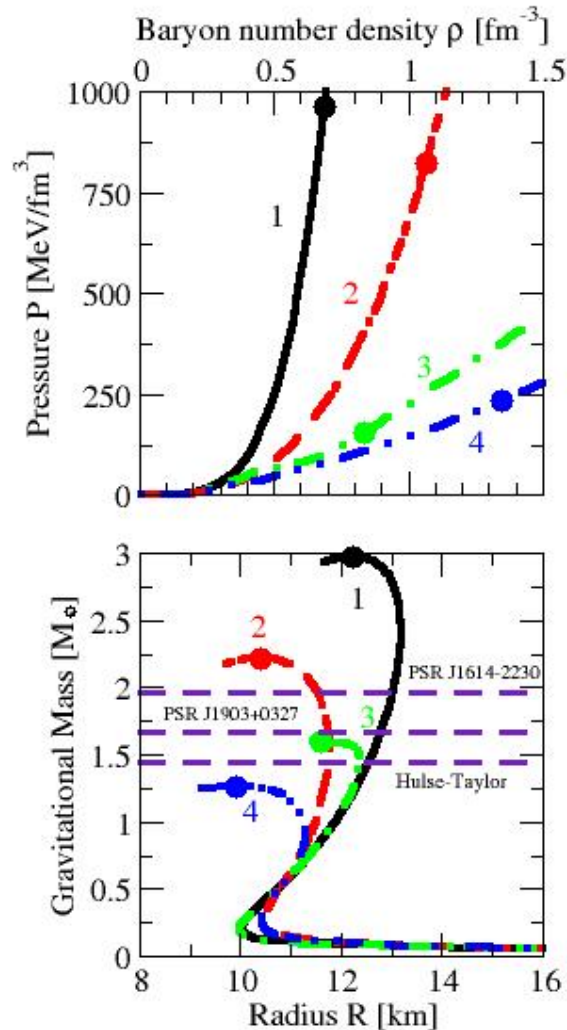 Baryon number density ρ [fm⁻³]
0 0.5 1 1.5
Pressure P [MeV/fm³]
1000
750
500
250
0
1
2
3
4
Gravitational Mass [M⊙]
3
2.5
2
1.5
1
0.5
0
1
2
PSR J1614-2230
PSR J1903+0327
3
Hulse-Taylor
4
8 10 12 14 16
Radius R [km]